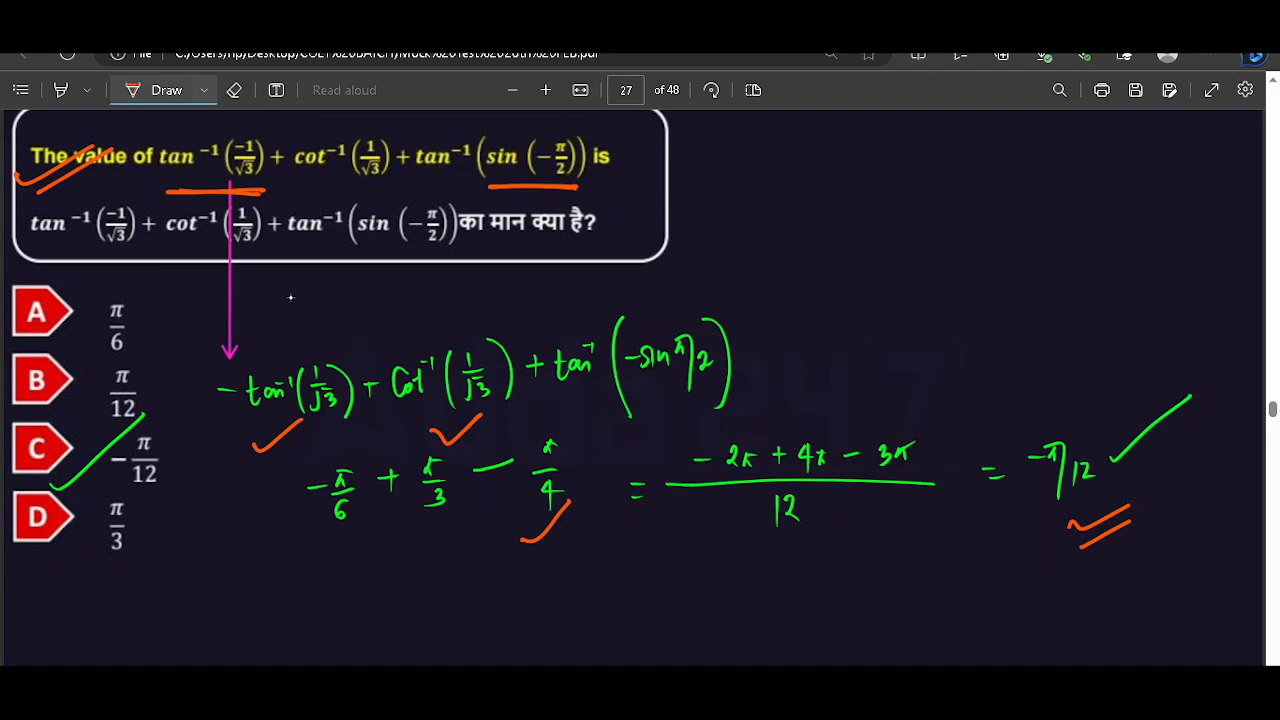 File
27 of 48
Draw
Read aloud
The value of tan⁻¹(-1/√3) + cot⁻¹(1/√3) + tan⁻¹(sin(-π/2)) is
tan⁻¹(-1/√3) + cot⁻¹(1/√3) + tan⁻¹(sin(-π/2)) का मान क्या है?
A π/6
B π/12
C -π/12
D π/3
- tan⁻¹(1/√3) + Cot⁻¹(1/√3) + tan⁻¹(-sin π/2)
-π/6 + π/3 - π/4 = (-2π + 4π - 3π)/12 = -π/12